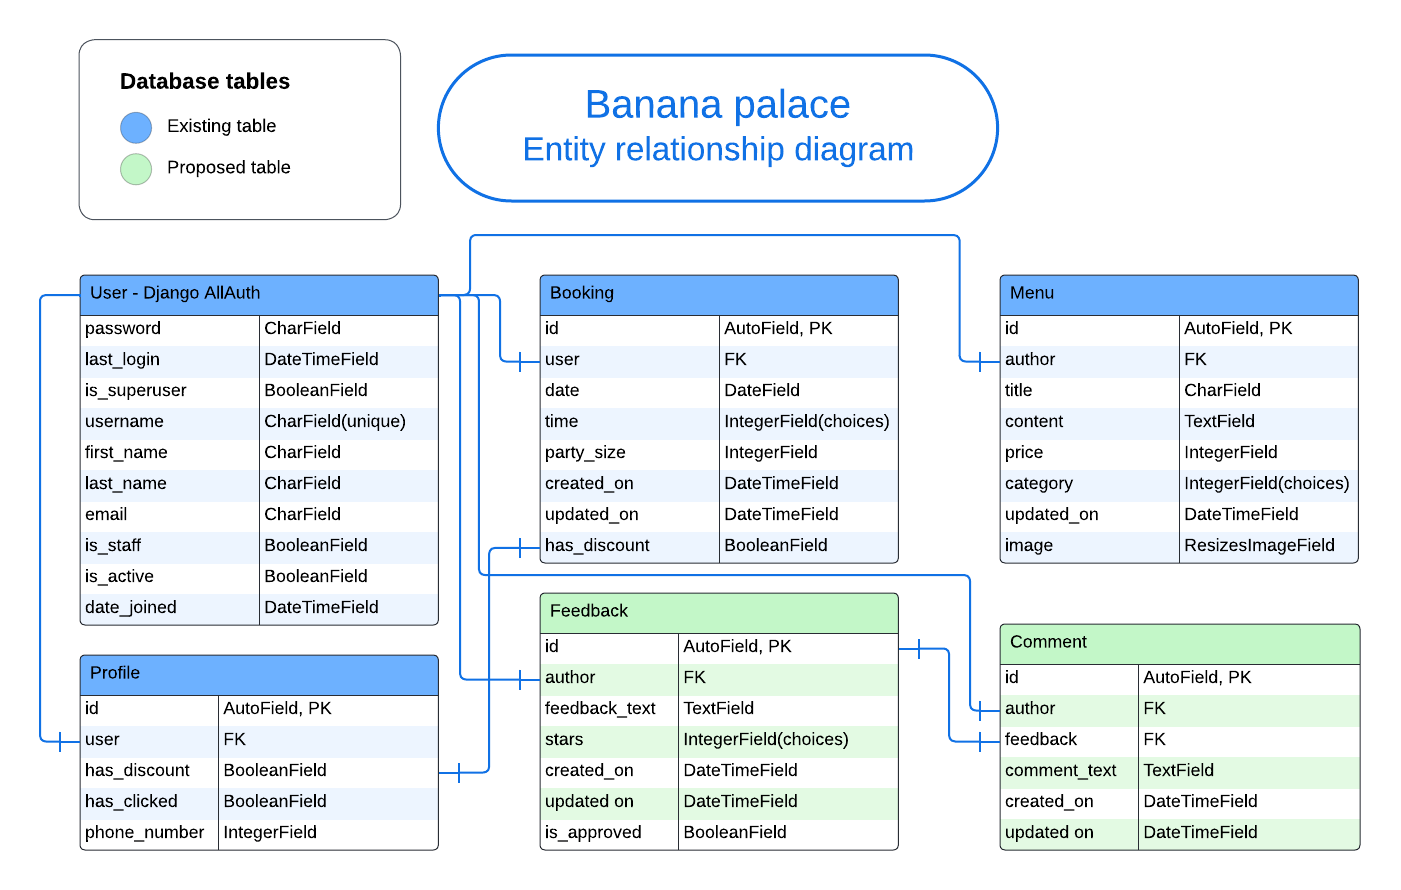 Database tables
Existing table
Proposed table
Banana palace
Entity relationship diagram
User - Django AllAuth
password CharField
last_login DateTimeField
is_superuser BooleanField
username CharField(unique)
first_name CharField
last_name CharField
email CharField
is_staff BooleanField
is_active BooleanField
date_joined DateTimeField
Booking
id AutoField, PK
user FK
date DateField
time IntegerField(choices)
party_size IntegerField
created_on DateTimeField
updated_on DateTimeField
has_discount BooleanField
Menu
id AutoField, PK
author FK
title CharField
content TextField
price IntegerField
category IntegerField(choices)
updated_on DateTimeField
image ResizesImageField
Profile
id AutoField, PK
user FK
has_discount BooleanField
has_clicked BooleanField
phone_number IntegerField
Feedback
id AutoField, PK
author FK
feedback_text TextField
stars IntegerField(choices)
created_on DateTimeField
updated on DateTimeField
is_approved BooleanField
Comment
id AutoField, PK
author FK
feedback FK
comment_text TextField
created_on DateTimeField
updated on DateTimeField